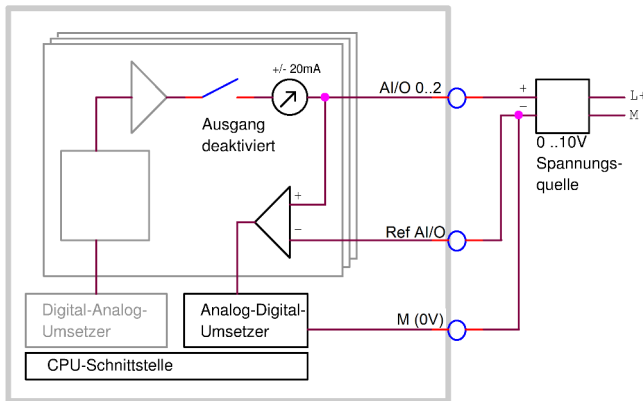 +/- 20mA
AI/O 0..2
+
−
L+
M
Ausgang
deaktiviert
0 ..10V
Spannungs-
quelle
+
−
Ref AI/O
Digital-Analog-
Umsetzer
Analog-Digital-
Umsetzer
M (0V)
CPU-Schnittstelle